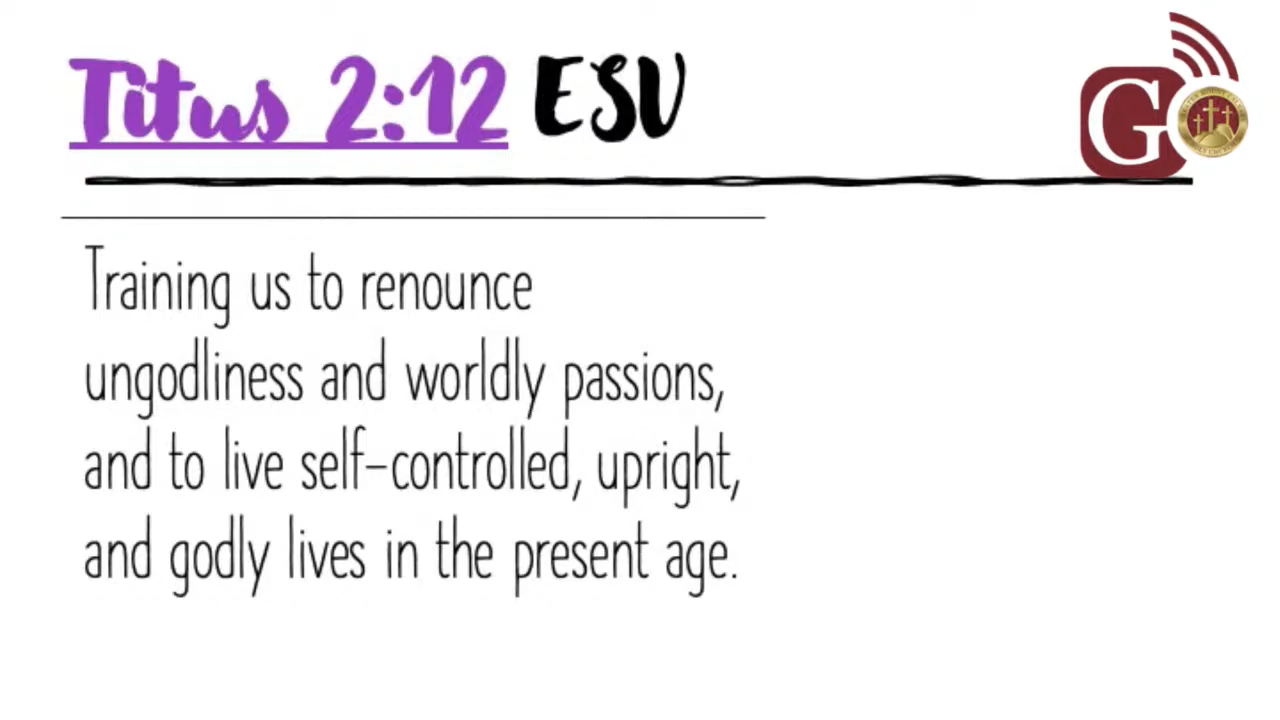 Titus 2:12 ESV
GO
Training us to renounce
ungodliness and worldly passions,
and to live self-controlled, upright,
and godly lives in the present age.